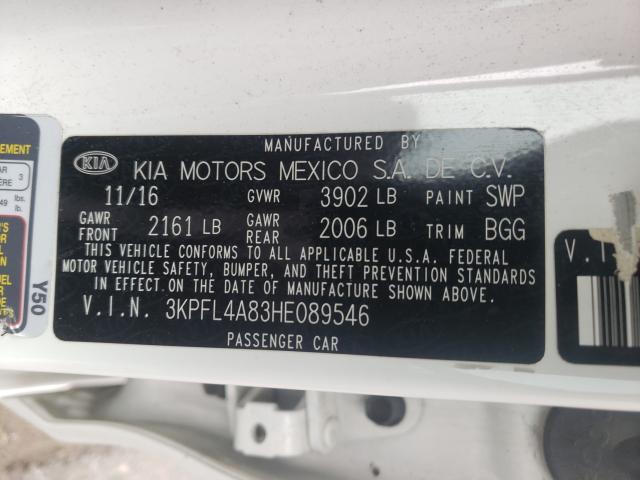 MANUFACTURED BY
KIA KIA MOTORS MEXICO S.A. DE C.V.
11/16 GVWR 3902 LB PAINT SWP
GAWR FRONT 2161 LB GAWR REAR 2006 LB TRIM BGG
THIS VEHICLE CONFORMS TO ALL APPLICABLE U.S.A. FEDERAL
MOTOR VEHICLE SAFETY, BUMPER, AND THEFT PREVENTION STANDARDS
IN EFFECT ON THE DATE OF MANUFACTURE SHOWN ABOVE.
V.I.N. 3KPFL4A83HE089546
PASSENGER CAR
Y50
V.I
3
lbs.